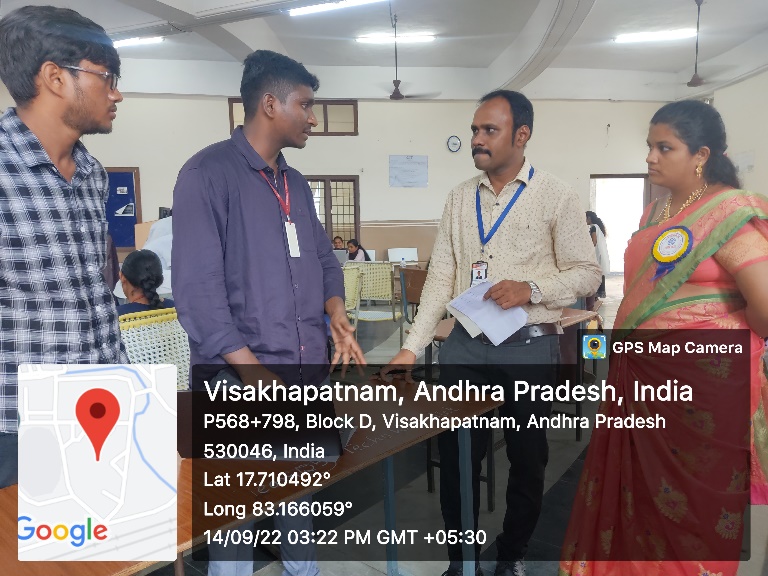 GPS Map Camera
Visakhapatnam, Andhra Pradesh, India
P568+798, Block D, Visakhapatnam, Andhra Pradesh
530046, India
Lat 17.710492°
Long 83.166059°
14/09/22 03:22 PM GMT +05:30
Google